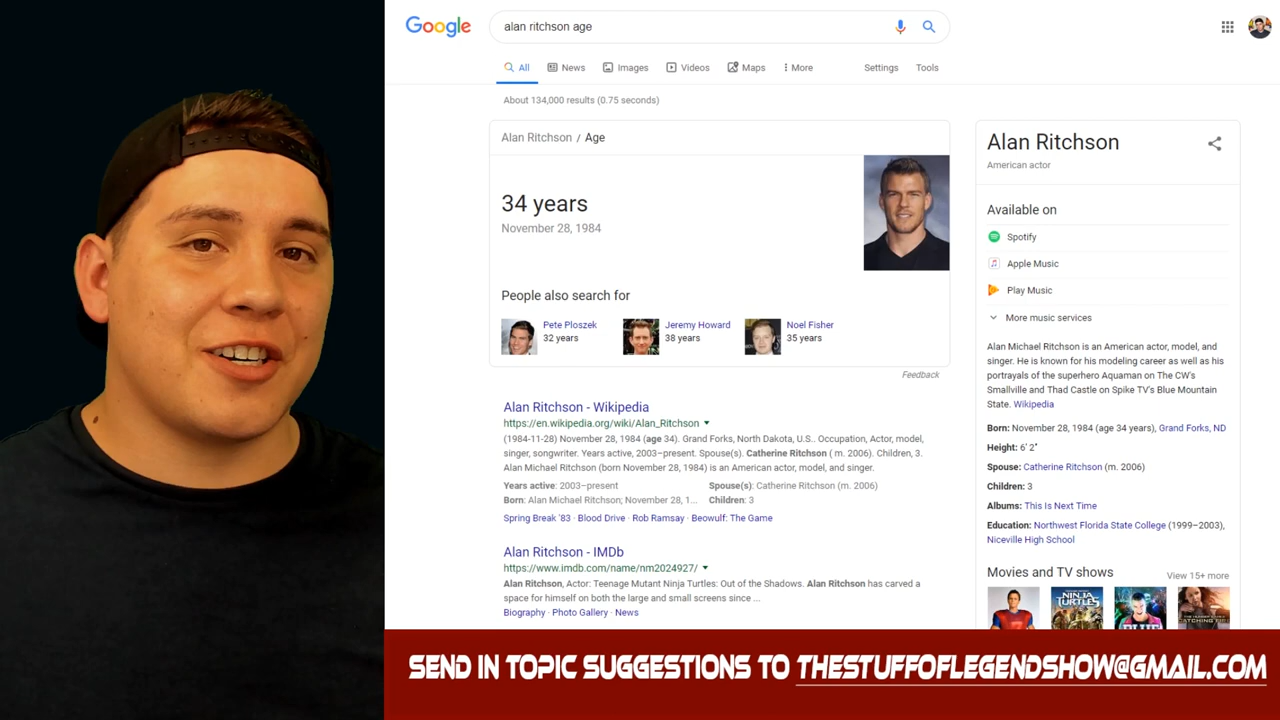 Google
alan ritchson age
All
News
Images
Videos
Maps
More
Settings
Tools
About 134,000 results (0.75 seconds)
Alan Ritchson / Age
34 years
November 28, 1984
People also search for
Pete Ploszek
32 years
Jeremy Howard
38 years
Noel Fisher
35 years
Feedback
Alan Ritchson - Wikipedia
https://en.wikipedia.org/wiki/Alan_Ritchson
(1984-11-28) November 28, 1984 (age 34). Grand Forks, North Dakota, U.S.. Occupation, Actor, model,
singer, songwriter. Years active, 2003–present. Spouse(s). Catherine Ritchson ( m. 2006). Children, 3.
Alan Michael Ritchson (born November 28, 1984) is an American actor, model, and singer.
Years active: 2003–present
Spouse(s): Catherine Ritchson (m. 2006)
Born: Alan Michael Ritchson; November 28, 1...
Children: 3
Spring Break '83 · Blood Drive · Rob Ramsay · Beowulf: The Game
Alan Ritchson - IMDb
https://www.imdb.com/name/nm2024927/
Alan Ritchson, Actor: Teenage Mutant Ninja Turtles: Out of the Shadows. Alan Ritchson has carved a
space for himself on both the large and small screens since ...
Biography · Photo Gallery · News
Alan Ritchson
American actor
Available on
Spotify
Apple Music
Play Music
More music services
Alan Michael Ritchson is an American actor, model, and
singer. He is known for his modeling career as well as his
portrayals of the superhero Aquaman on The CW's
Smallville and Thad Castle on Spike TV's Blue Mountain
State. Wikipedia
Born: November 28, 1984 (age 34 years), Grand Forks, ND
Height: 6′ 2″
Spouse: Catherine Ritchson (m. 2006)
Children: 3
Albums: This Is Next Time
Education: Northwest Florida State College (1999–2003),
Niceville High School
Movies and TV shows
View 15+ more
NINJA
TURTLES
SEND IN TOPIC SUGGESTIONS TO THESTUFFOFLEGENDSHOW@GMAIL.COM